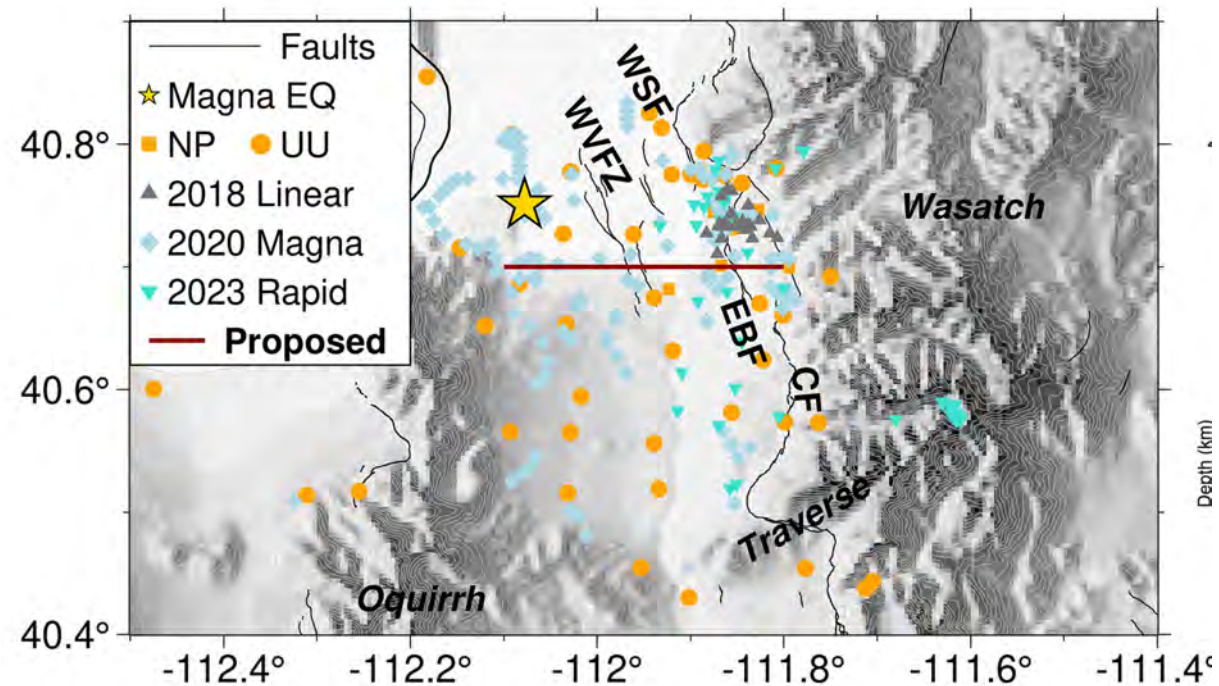 Faults
Magna EQ
NP UU
2018 Linear
2020 Magna
2023 Rapid
Proposed
WSF
WVFZ
EBF
CF
Wasatch
Traverse
Oquirrh
40.8°
40.6°
40.4°
-112.4° -112.2° -112° -111.8° -111.6° -111.4°
Depth (km)